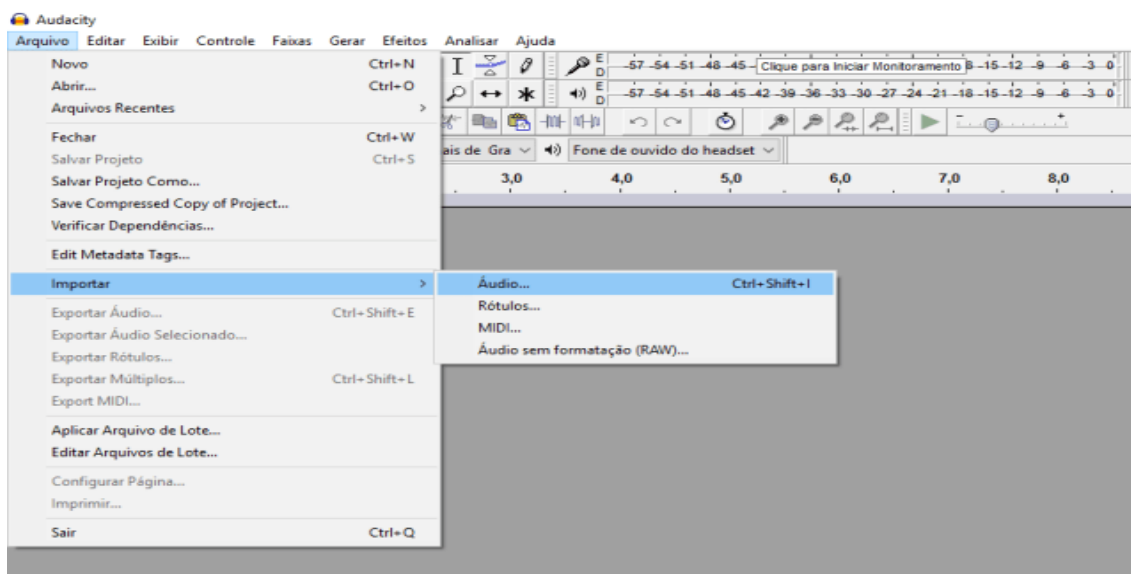 Audacity
Arquivo Editar Exibir Controle Faixas Gerar Efeitos Analisar Ajuda
Novo Ctrl+N
Abrir... Ctrl+O
Arquivos Recentes >
Fechar Ctrl+W
Salvar Projeto Ctrl+S
Salvar Projeto Como...
Save Compressed Copy of Project...
Verificar Dependências...
Edit Metadata Tags...
Importar >
Exportar Áudio... Ctrl+Shift+E
Exportar Áudio Selecionado...
Exportar Rótulos...
Exportar Múltiplos... Ctrl+Shift+L
Export MIDI...
Aplicar Arquivo de Lote...
Editar Arquivos de Lote...
Configurar Página...
Imprimir...
Sair Ctrl+Q
Áudio... Ctrl+Shift+I
Rótulos...
MIDI...
Áudio sem formatação (RAW)...
E D -57 -54 -51 -48 -45 - Clique para Iniciar Monitoramento 8 -15 -12 -9 -6 -3 0
E D -57 -54 -51 -48 -45 -42 -39 -36 -33 -30 -27 -24 -21 -18 -15 -12 -9 -6 -3 0
- +
ais de Gra Fone de ouvido do headset
3,0 4,0 5,0 6,0 7,0 8,0